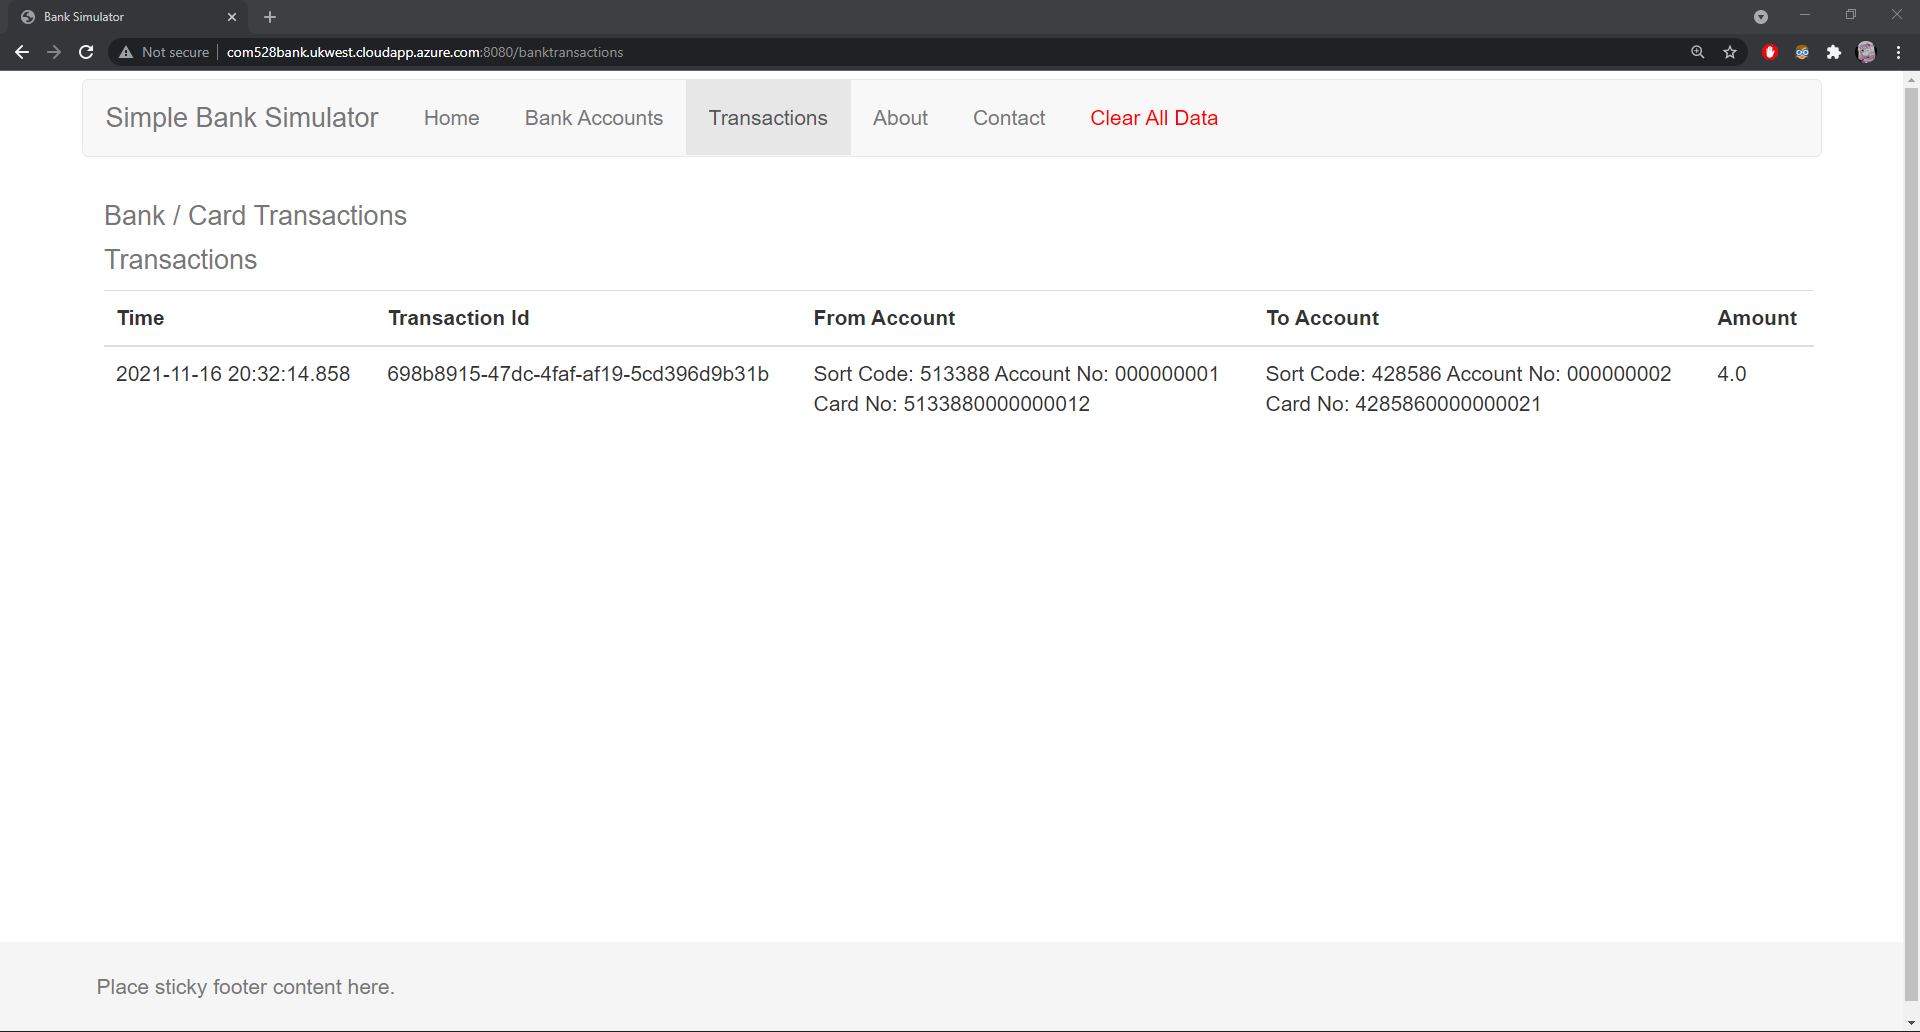 Bank Simulator
Not secure com528bank.ukwest.cloudapp.azure.com:8080/banktransactions
Simple Bank Simulator Home Bank Accounts Transactions About Contact Clear All Data
Bank / Card Transactions
Transactions
Time Transaction Id From Account To Account Amount
2021-11-16 20:32:14.858 698b8915-47dc-4faf-af19-5cd396d9b31b Sort Code: 513388 Account No: 000000001 Sort Code: 428586 Account No: 000000002 4.0
Card No: 5133880000000012 Card No: 4285860000000021
Place sticky footer content here.